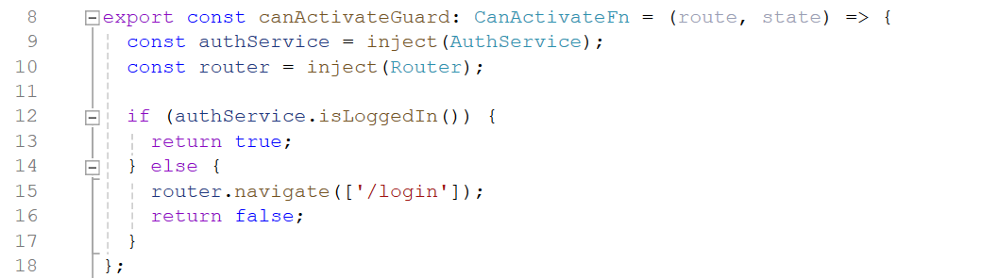 8 export const canActivateGuard: CanActivateFn = (route, state) => {
9   const authService = inject(AuthService);
10   const router = inject(Router);
11
12   if (authService.isLoggedIn()) {
13     return true;
14   } else {
15     router.navigate(['/login']);
16     return false;
17   }
18 };